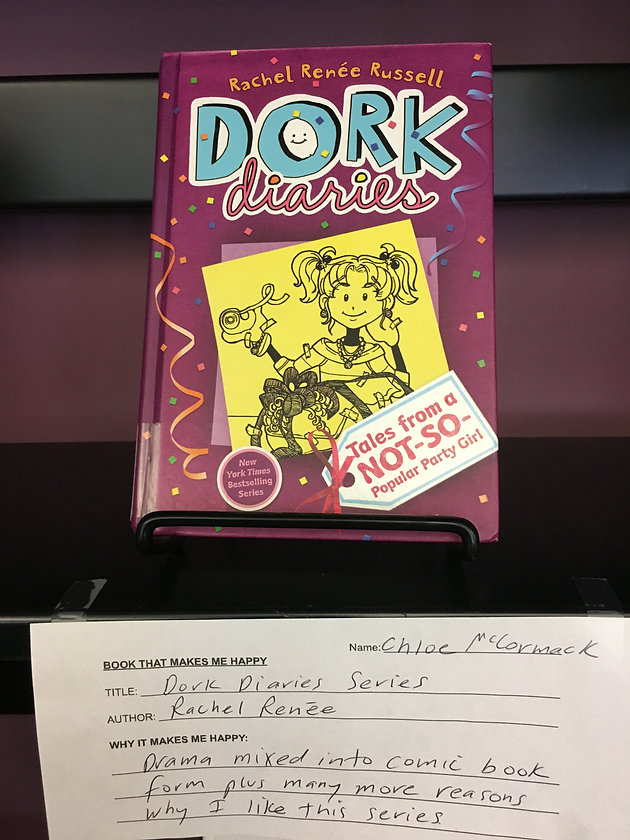 Rachel Renée Russell
DORK
diaries
Tales from a
NOT-SO-
Popular Party Girl
New
York Times
Bestselling
Series
Name: Chloe McCormack
BOOK THAT MAKES ME HAPPY
TITLE: Dork Diaries Series
AUTHOR: Rachel Renée
WHY IT MAKES ME HAPPY:
Drama mixed into comic book
form plus many more reasons
why I like this series